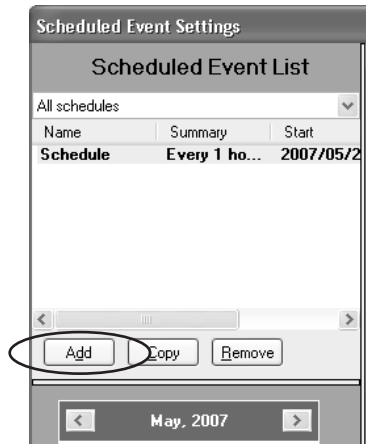 Scheduled Event Settings
Scheduled Event List
All schedules
Name Summary Start
Schedule Every 1 ho... 2007/05/2
Add Copy Remove
May, 2007